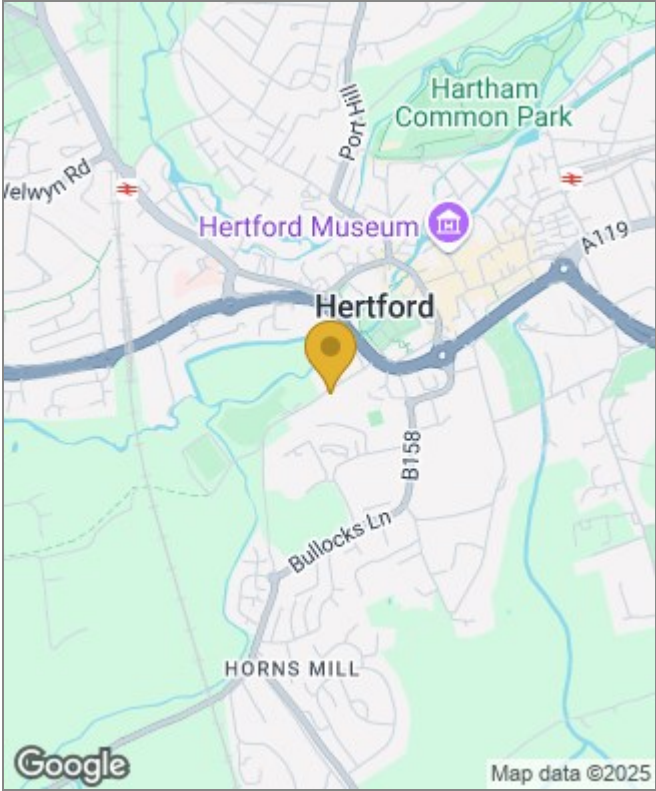 Port Hill
Hartham
Common Park
Welwyn Rd
Hertford Museum
A119
Hertford
B158
Bullocks Ln
HORNS MILL
Google
Map data ©2025